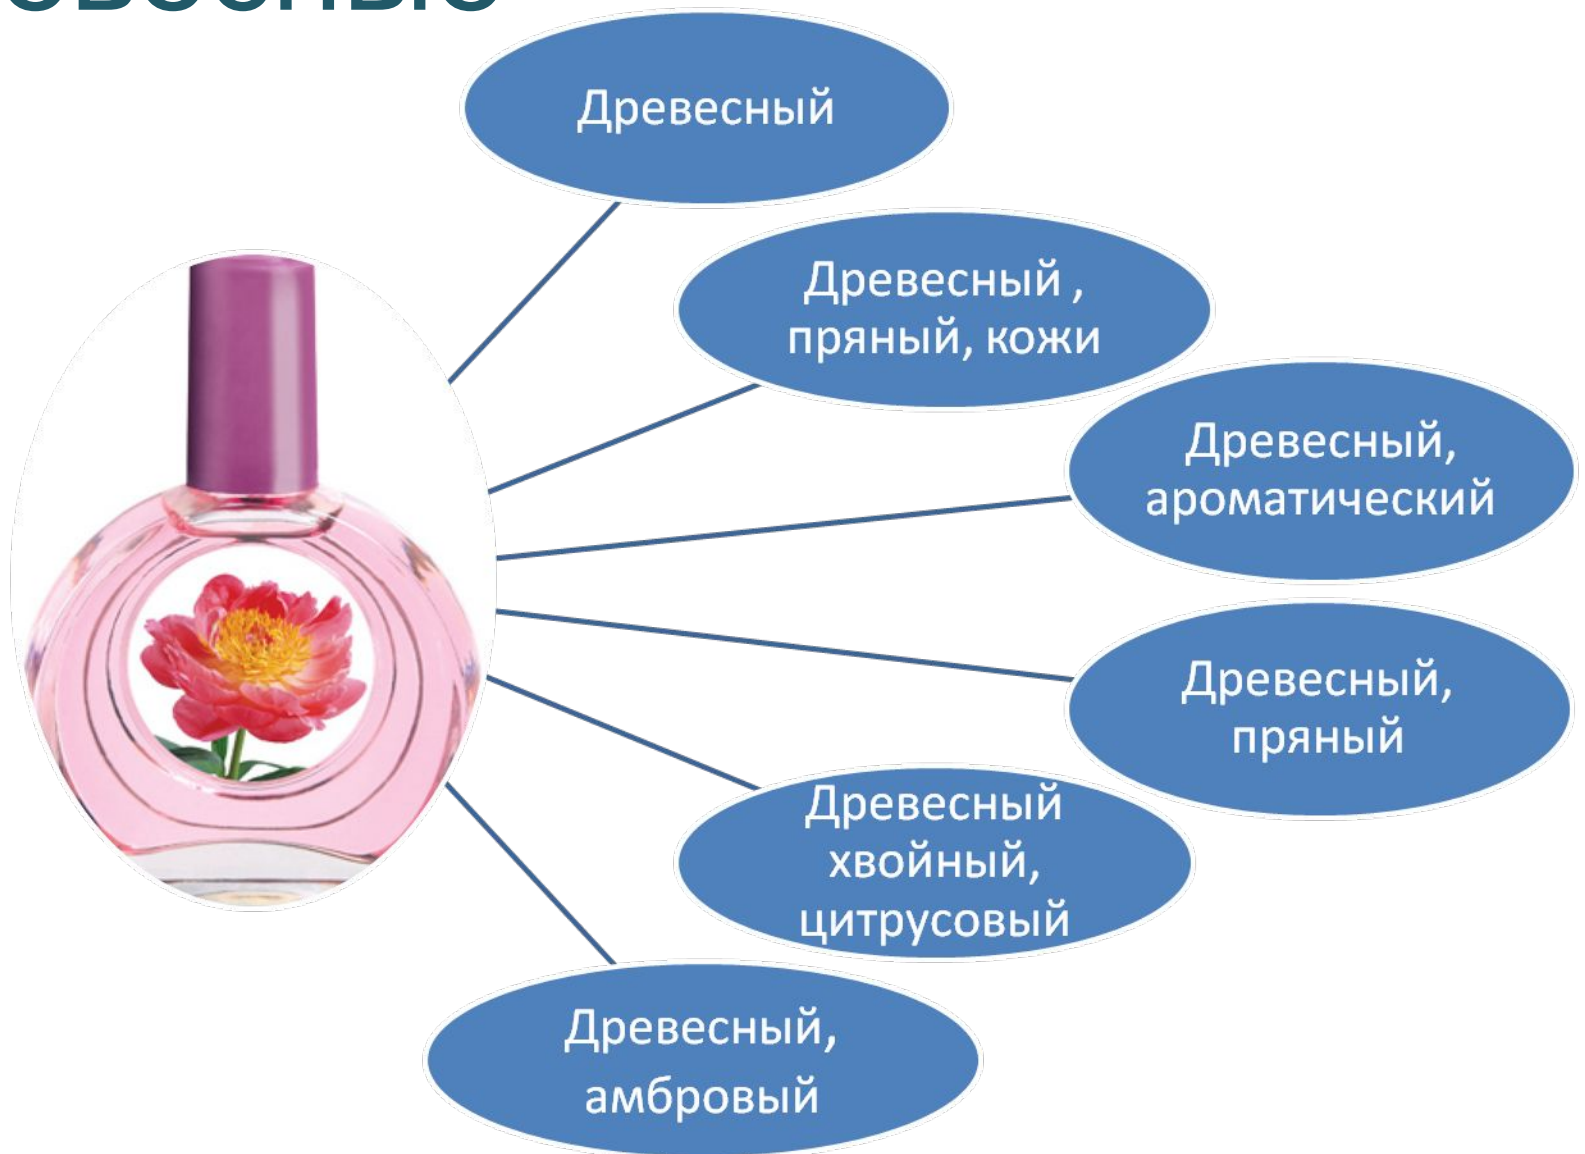 Древесный
Древесный ,
пряный, кожи
Древесный,
ароматический
Древесный,
пряный
Древесный
хвойный,
цитрусовый
Древесный,
амбровый